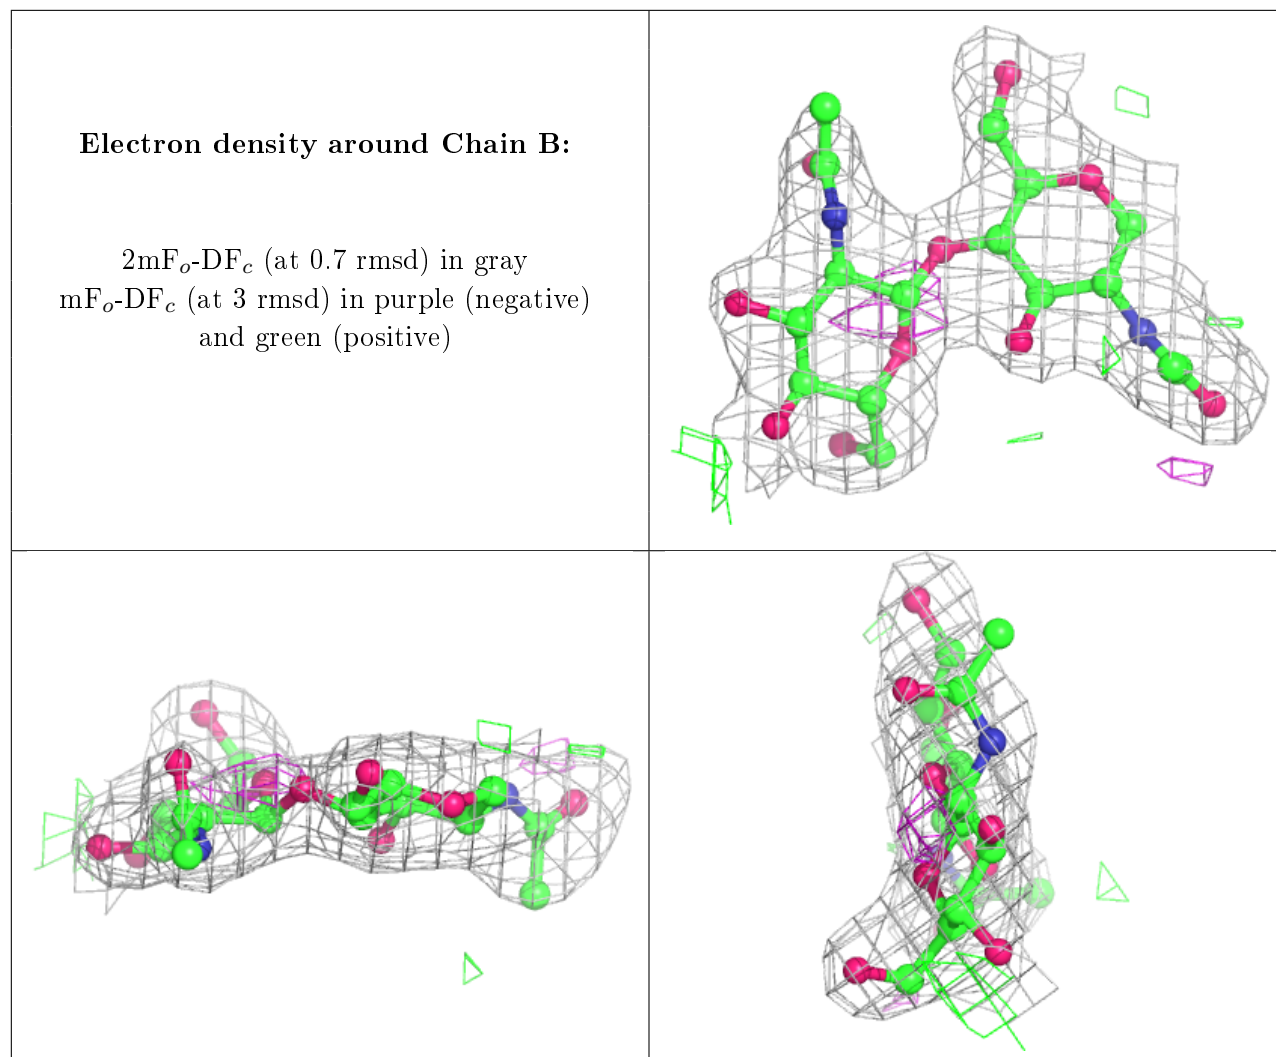 Electron density around Chain B:
2mFₒ-DF𝒸 (at 0.7 rmsd) in gray
mFₒ-DF𝒸 (at 3 rmsd) in purple (negative)
and green (positive)